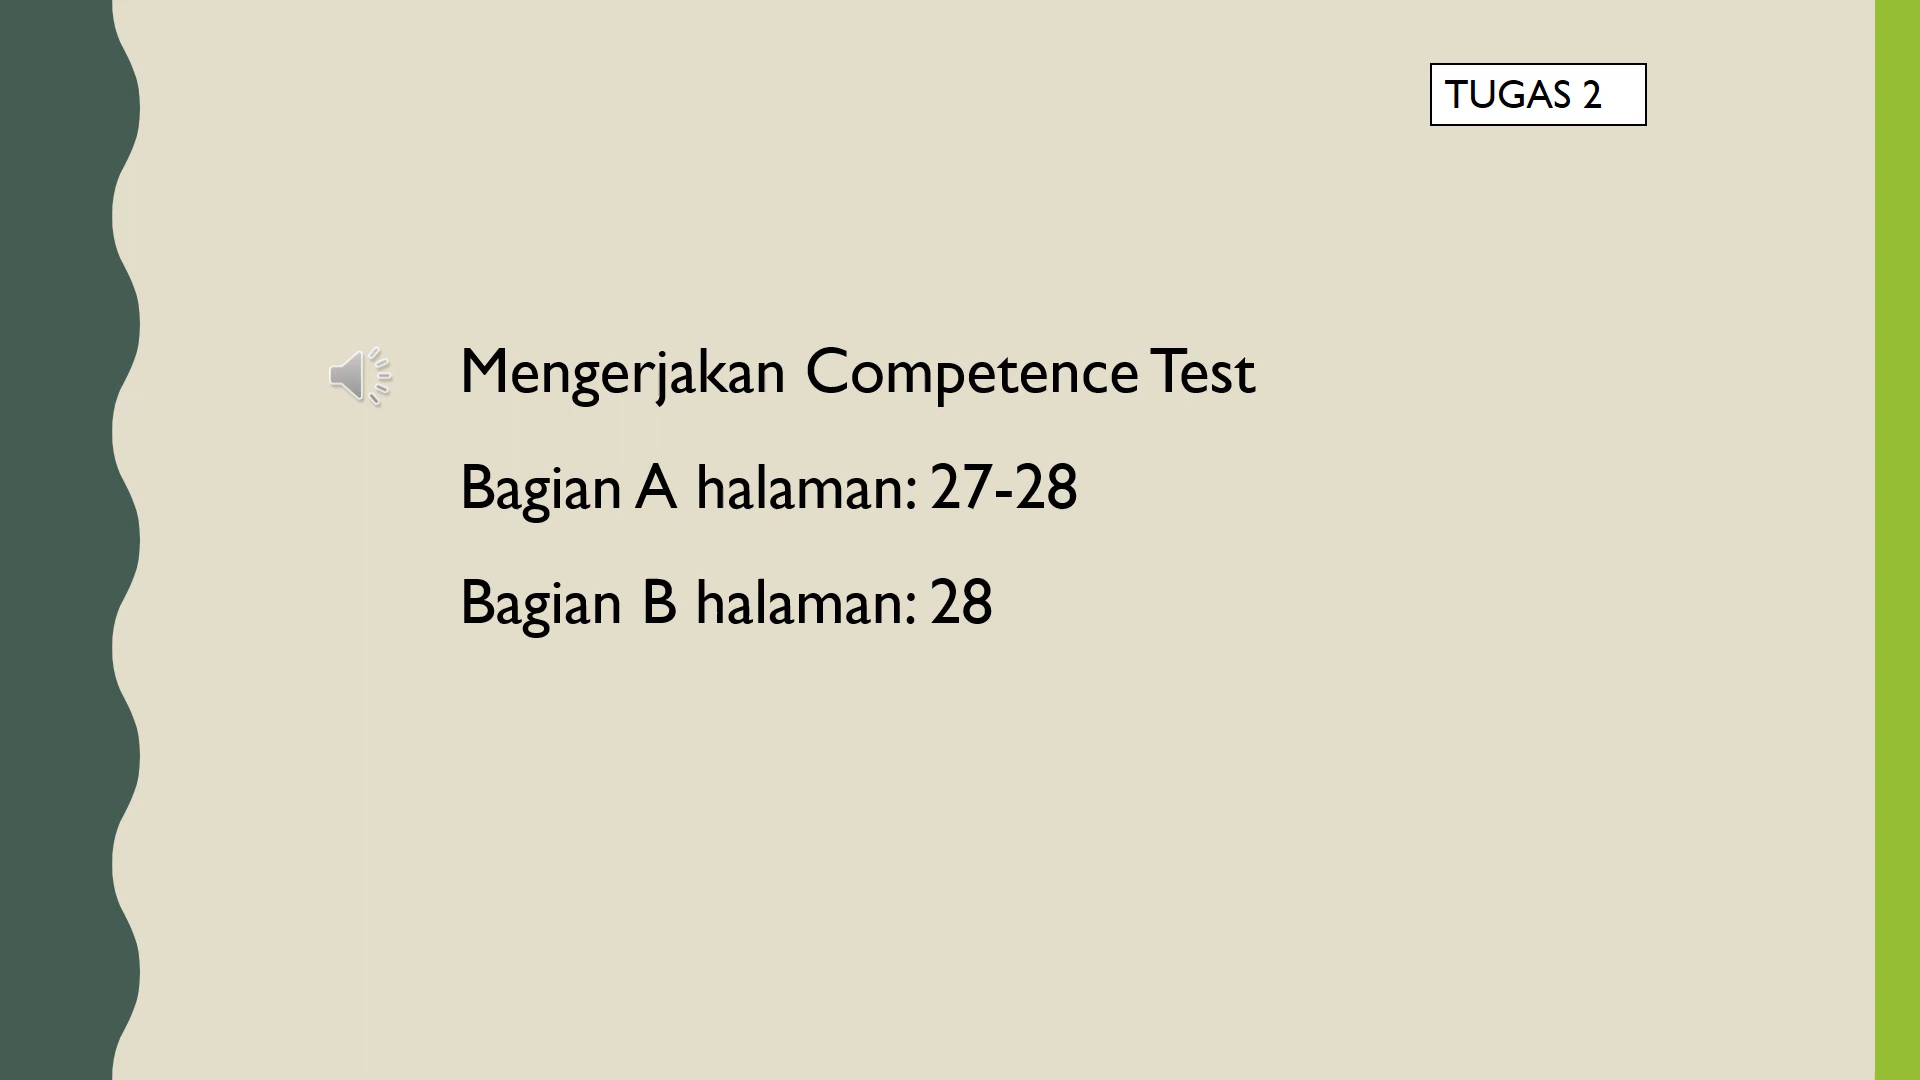 TUGAS 2
Mengerjakan Competence Test
Bagian A halaman: 27-28
Bagian B halaman: 28